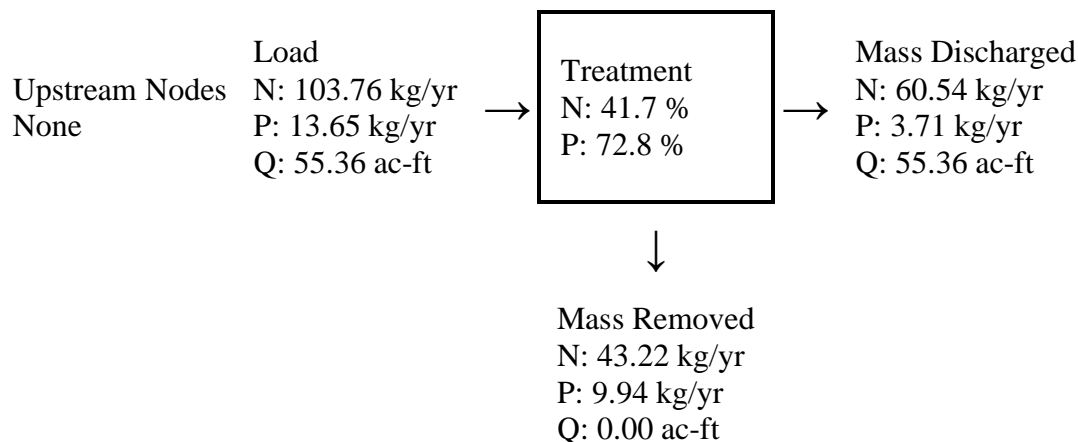 Upstream Nodes
None
Load
N: 103.76 kg/yr
P: 13.65 kg/yr
Q: 55.36 ac-ft
→
Treatment
N: 41.7 %
P: 72.8 %
→
Mass Discharged
N: 60.54 kg/yr
P: 3.71 kg/yr
Q: 55.36 ac-ft
↓
Mass Removed
N: 43.22 kg/yr
P: 9.94 kg/yr
Q: 0.00 ac-ft